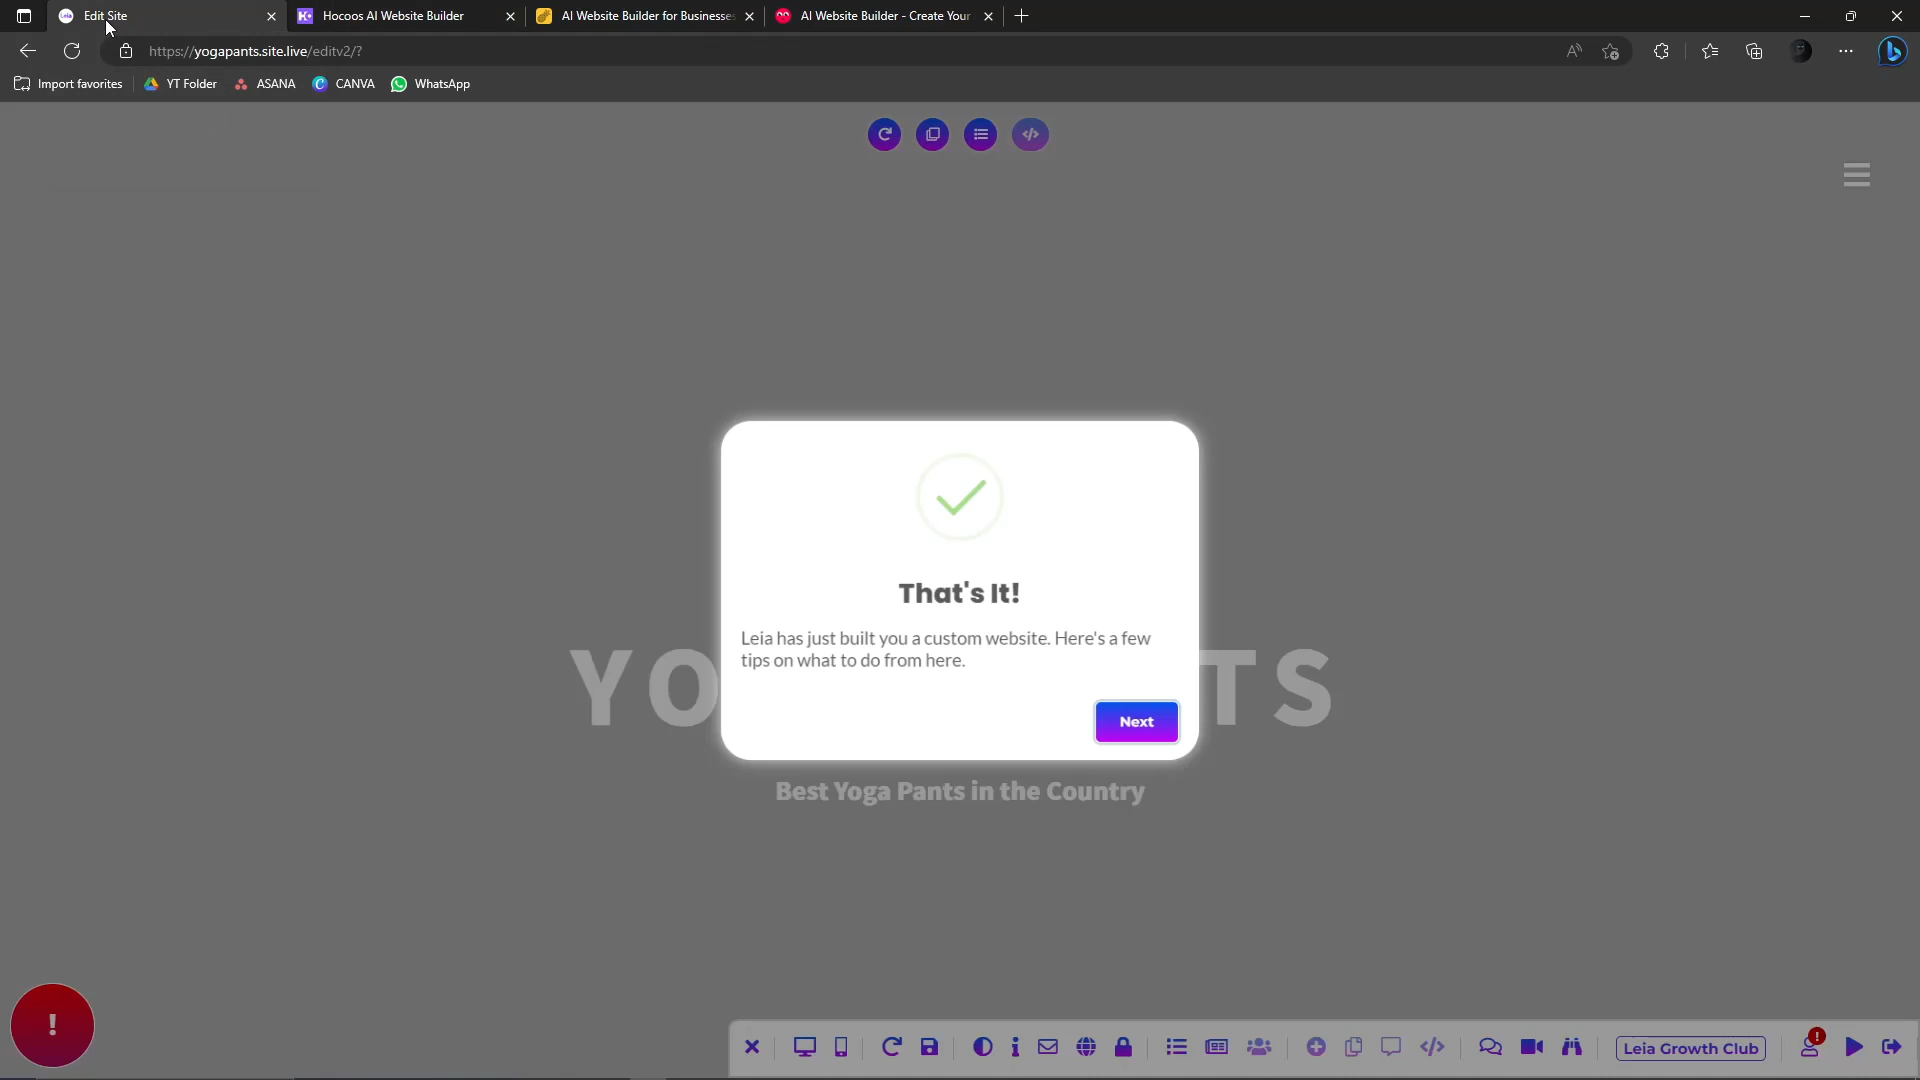 Edit Site
Hocoos AI Website Builder
AI Website Builder for Businesses
AI Website Builder - Create Your
https://yogapants.site.live/editv2/?
Import favorites
YT Folder
ASANA
CANVA
WhatsApp
That's It!
Leia has just built you a custom website. Here's a few
tips on what to do from here.
Next
YO
TS
Best Yoga Pants in the Country
!
Leia Growth Club
!